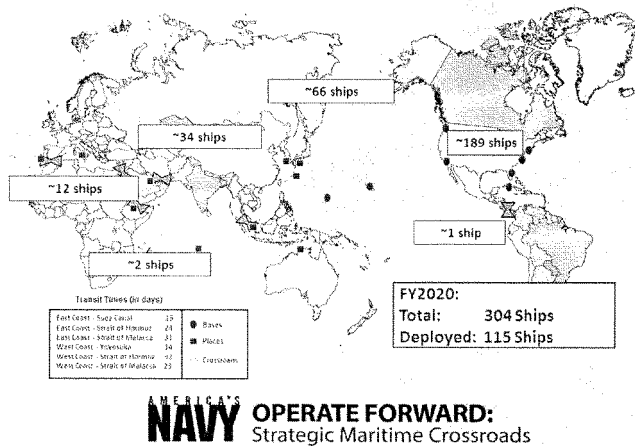 ~66 ships
~34 ships
~189 ships
~12 ships
~1 ship
~2 ships
FY2020:
Total: 304 Ships
Deployed: 115 Ships
Transit Times (in days)
East Coast - Suez Canal 15
East Coast - Strait of Hormuz 24
East Coast - Strait of Malacca 31
West Coast - Yokosuka 14
West Coast - Strait of Hormuz
West Coast - Strait of Malacca 23
Bases
Places
Crossroads
AMERICA'S
NAVY
OPERATE FORWARD:
Strategic Maritime Crossroads